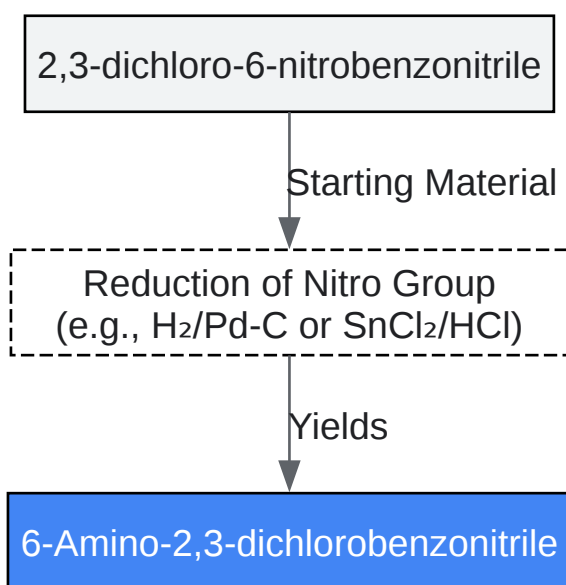 2,3-dichloro-6-nitrobenzonitrile
Starting Material
Reduction of Nitro Group
(e.g., H₂/Pd-C or SnCl₂/HCl)
Yields
6-Amino-2,3-dichlorobenzonitrile